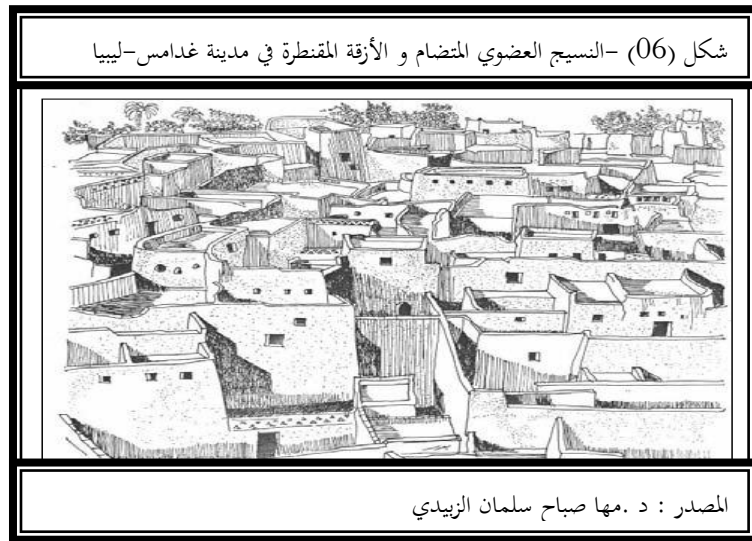 شكل (06) -النسيج العضوي المتضام و الأزقة المقنطرة في مدينة غدامس-ليبيا
المصدر : د .مها صباح سلمان الزبيدي